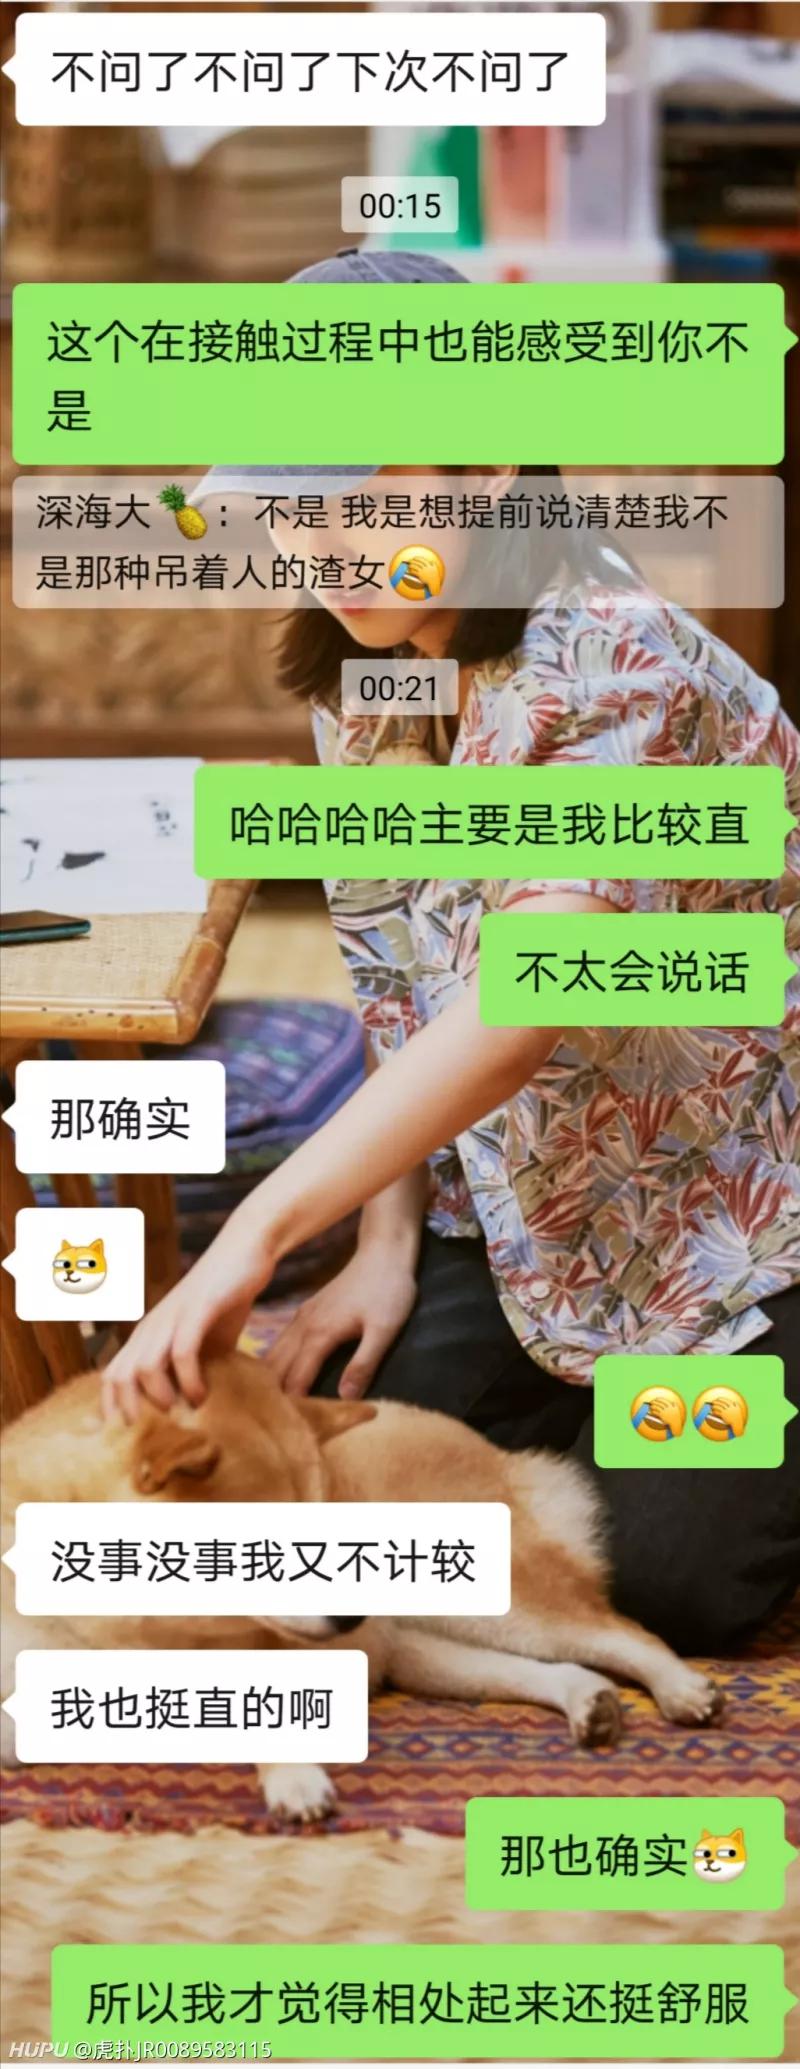 不问了不问了下次不问了
00:15
这个在接触过程中也能感受到你不
是
深海大🍍：不是 我是想提前说清楚我不
是那种吊着人的渣女🤦
00:21
哈哈哈哈主要是我比较直
不太会说话
那确实
没事没事我又不计较
我也挺直的啊
那也确实
所以我才觉得相处起来还挺舒服
HUPU @虎扑JR0089583115